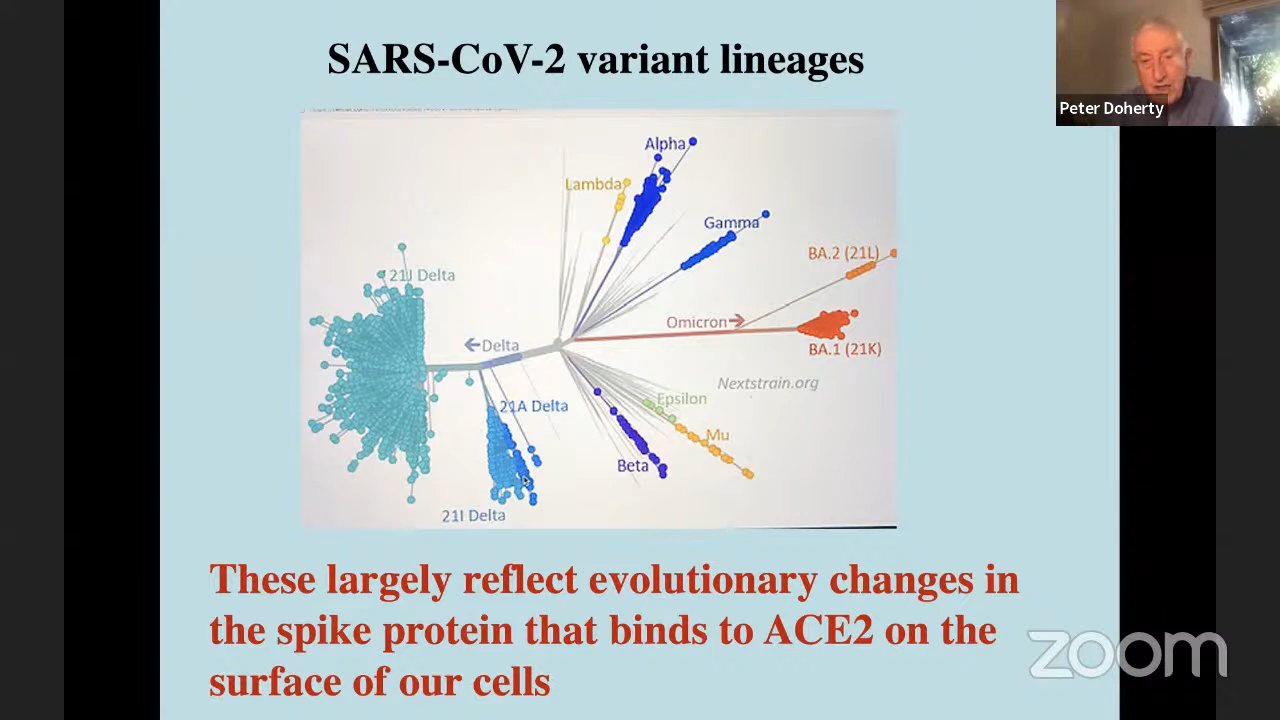 SARS-CoV-2 variant lineages
Peter Doherty
Alpha
Lambda
Gamma
BA.2 (21L)
21J Delta
Omicron→
←Delta
BA.1 (21K)
Nextstrain.org
Epsilon
21A Delta
Mu
Beta
21I Delta
These largely reflect evolutionary changes in
the spike protein that binds to ACE2 on the
surface of our cells
zoom